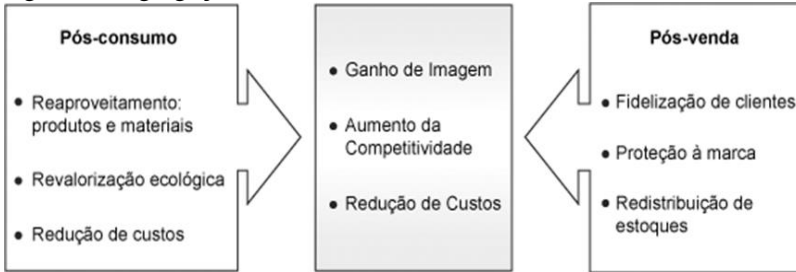 Pós-consumo
• Reaproveitamento:
produtos e materiais
• Revalorização ecológica
• Redução de custos
• Ganho de Imagem
• Aumento da
Competitividade
• Redução de Custos
Pós-venda
• Fidelização de clientes
• Proteção à marca
• Redistribuição de
estoques